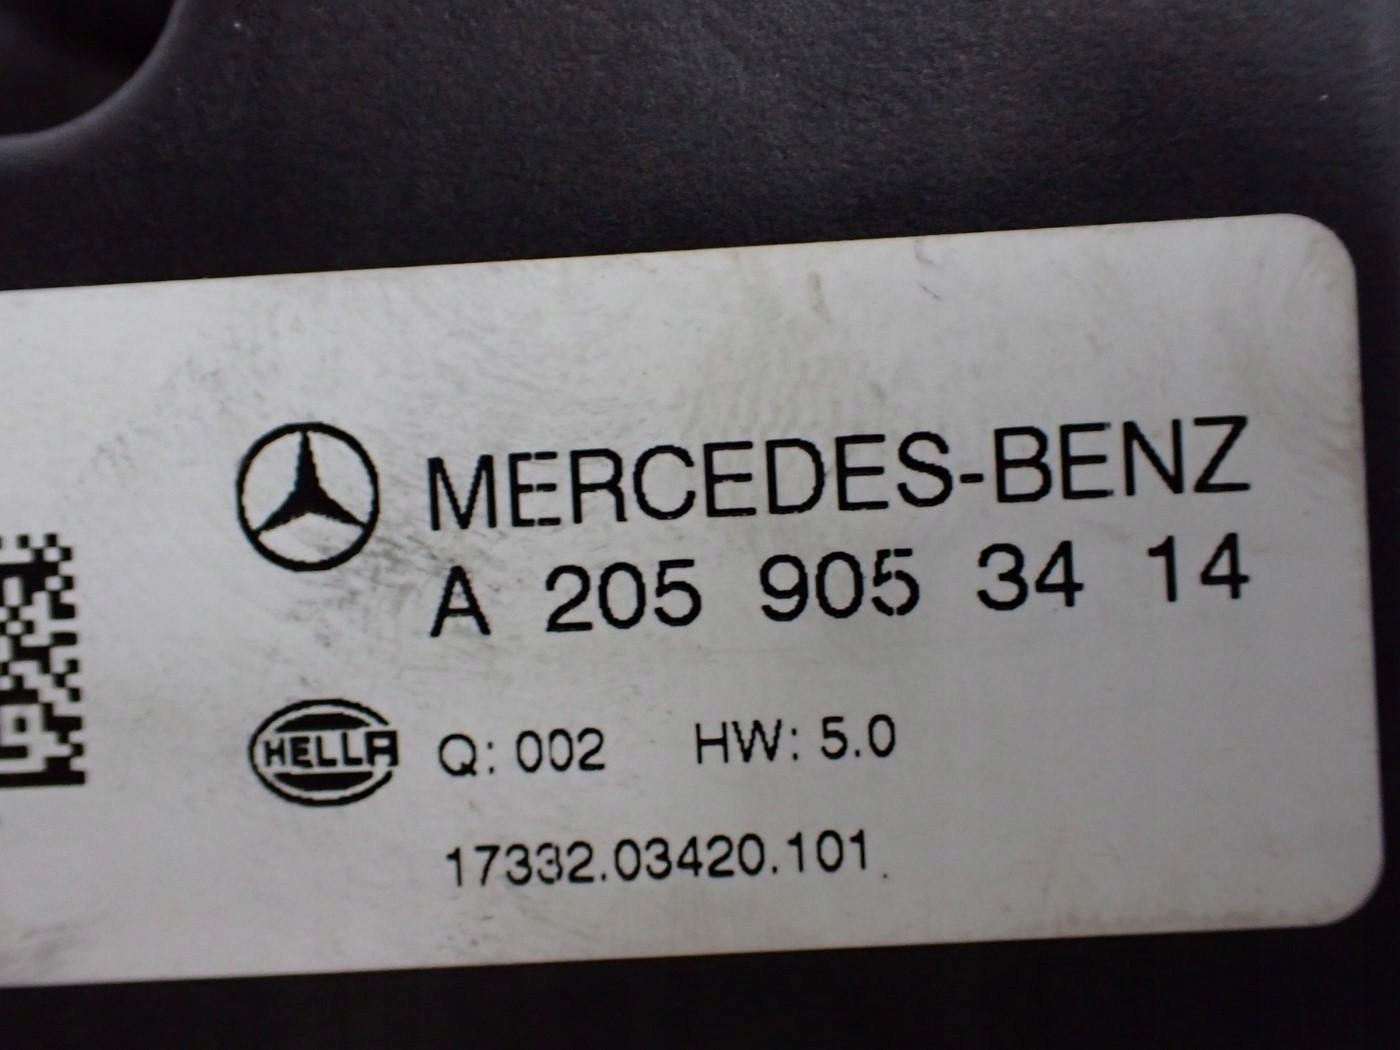 MERCEDES-BENZ
A 205 905 34 14
HELLA Q: 002 HW: 5.0
17332.03420.101